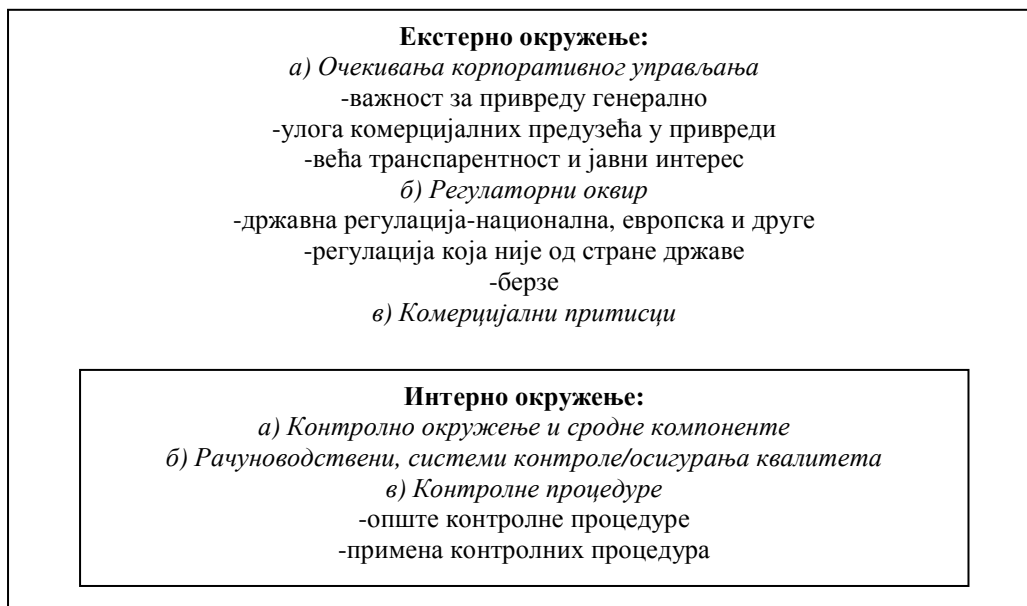 Екстерно окружење:
а) Очекивања корпоративног управљања
-важност за привреду генерално
-улога комерцијалних предузећа у привреди
-већа транспарентност и јавни интерес
б) Регулаторни оквир
-државна регулација-национална, европска и друге
-регулација која није од стране државе
-берзе
в) Комерцијални притисци
Интерно окружење:
а) Контролно окружење и сродне компоненте
б) Рачуноводствени, системи контроле/осигурања квалитета
в) Контролне процедуре
-опште контролне процедуре
-примена контролних процедура